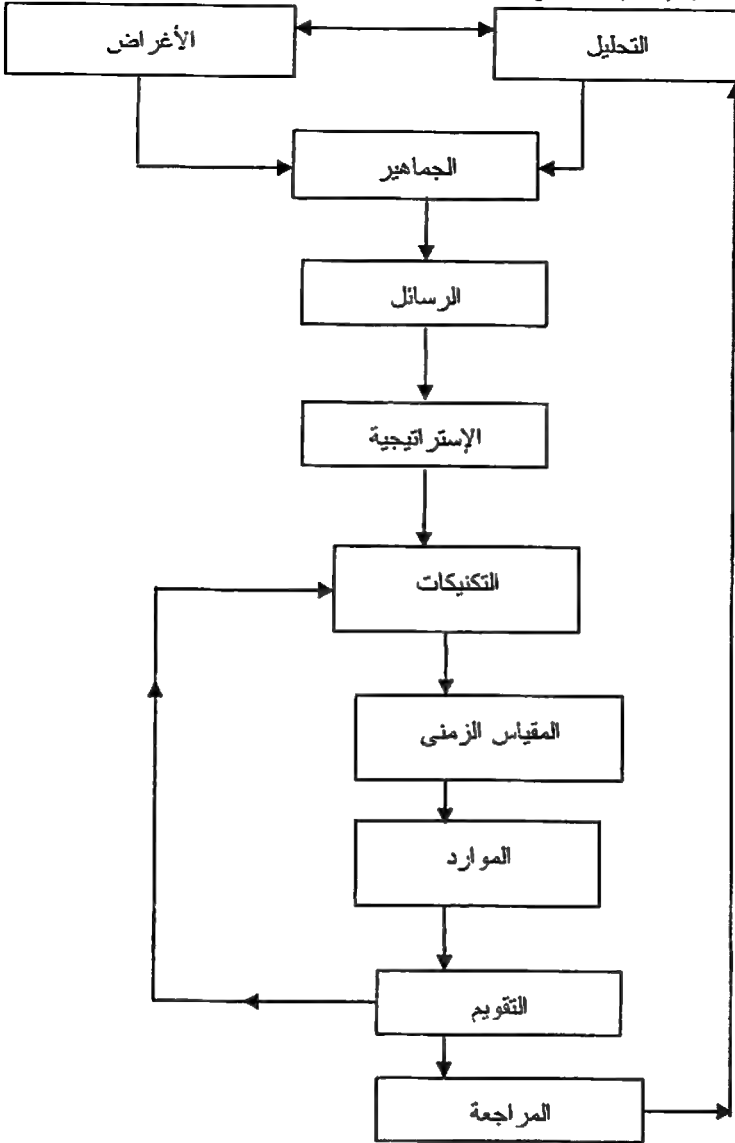 الأغراض
التحليل
الجماهير
الرسائل
الإستراتيجية
التكنيكات
المقياس الزمنى
الموارد
التقويم
المراجعة